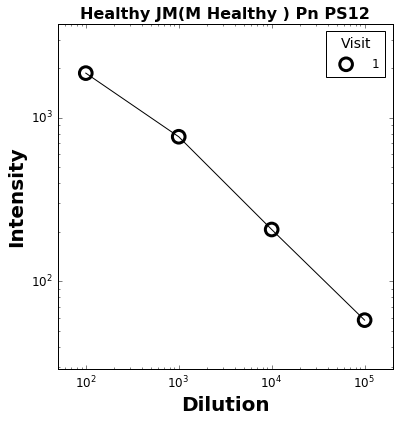 Healthy JM(M Healthy ) Pn PS12
Visit
1
Intensity
10³
10²
10² 10³ 10⁴ 10⁵
Dilution